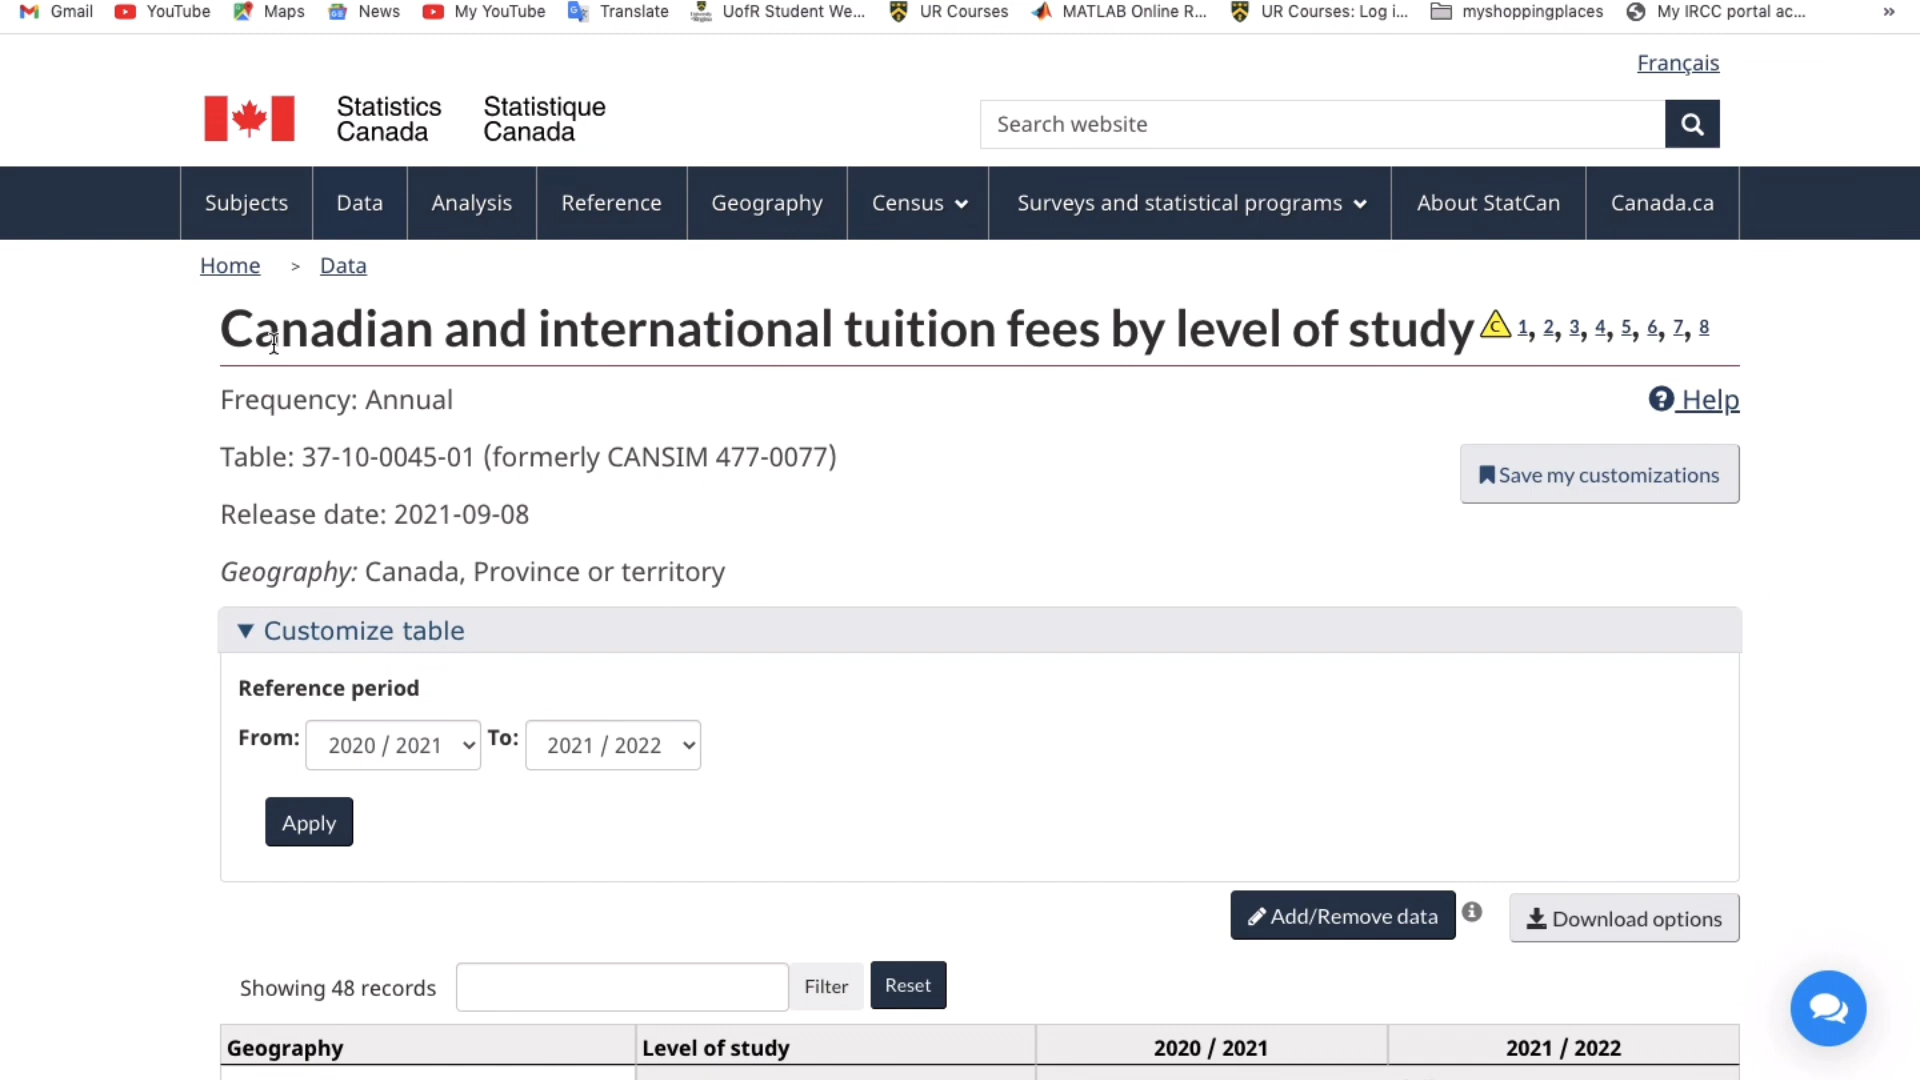 Gmail YouTube Maps News My YouTube Translate UofR Student We... UR Courses MATLAB Online R... UR Courses: Log i... myshoppingplaces My IRCC portal ac... »
Français
Statistics Canada
Statistique Canada
Search website
Subjects Data Analysis Reference Geography Census Surveys and statistical programs About StatCan Canada.ca
Home > Data
Canadian and international tuition fees by level of study C 1, 2, 3, 4, 5, 6, 7, 8
Frequency: Annual
Help
Table: 37-10-0045-01 (formerly CANSIM 477-0077)
Save my customizations
Release date: 2021-09-08
Geography: Canada, Province or territory
Customize table
Reference period
From: 2020 / 2021 To: 2021 / 2022
Apply
Add/Remove data
Download options
Showing 48 records Filter Reset
Geography Level of study 2020 / 2021 2021 / 2022